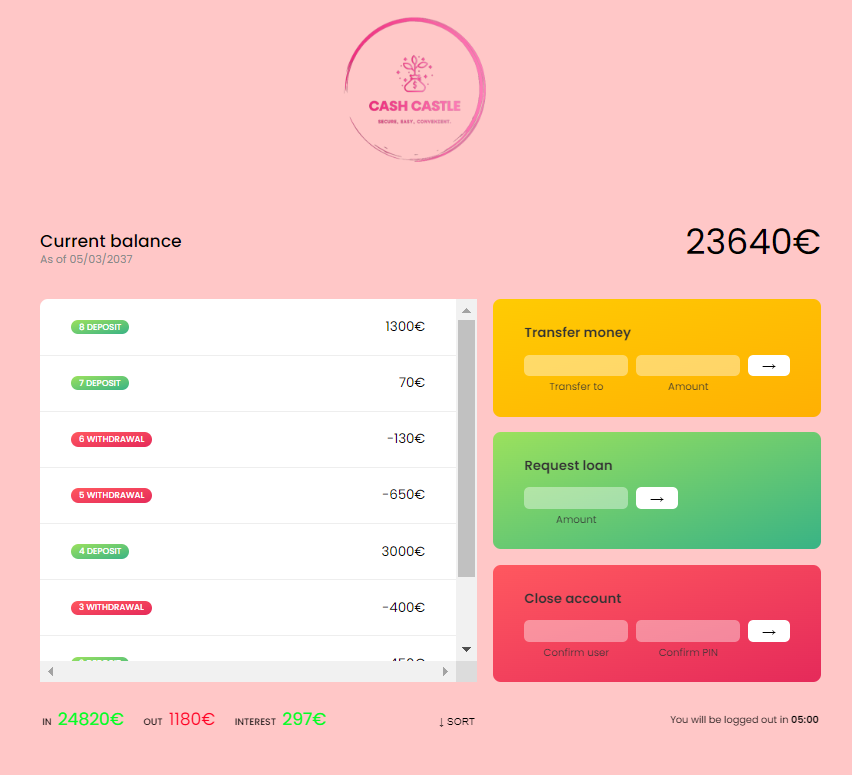 $
CASH CASTLE
SECURE, EASY, CONVENIENT.
Current balance
As of 05/03/2037
23640€
8 DEPOSIT 1300€
7 DEPOSIT 70€
6 WITHDRAWAL -130€
5 WITHDRAWAL -650€
4 DEPOSIT 3000€
3 WITHDRAWAL -400€
Transfer money
→
Transfer to Amount
Request loan
→
Amount
Close account
→
Confirm user Confirm PIN
IN 24820€ OUT 1180€ INTEREST 297€ ↓ SORT
You will be logged out in 05:00